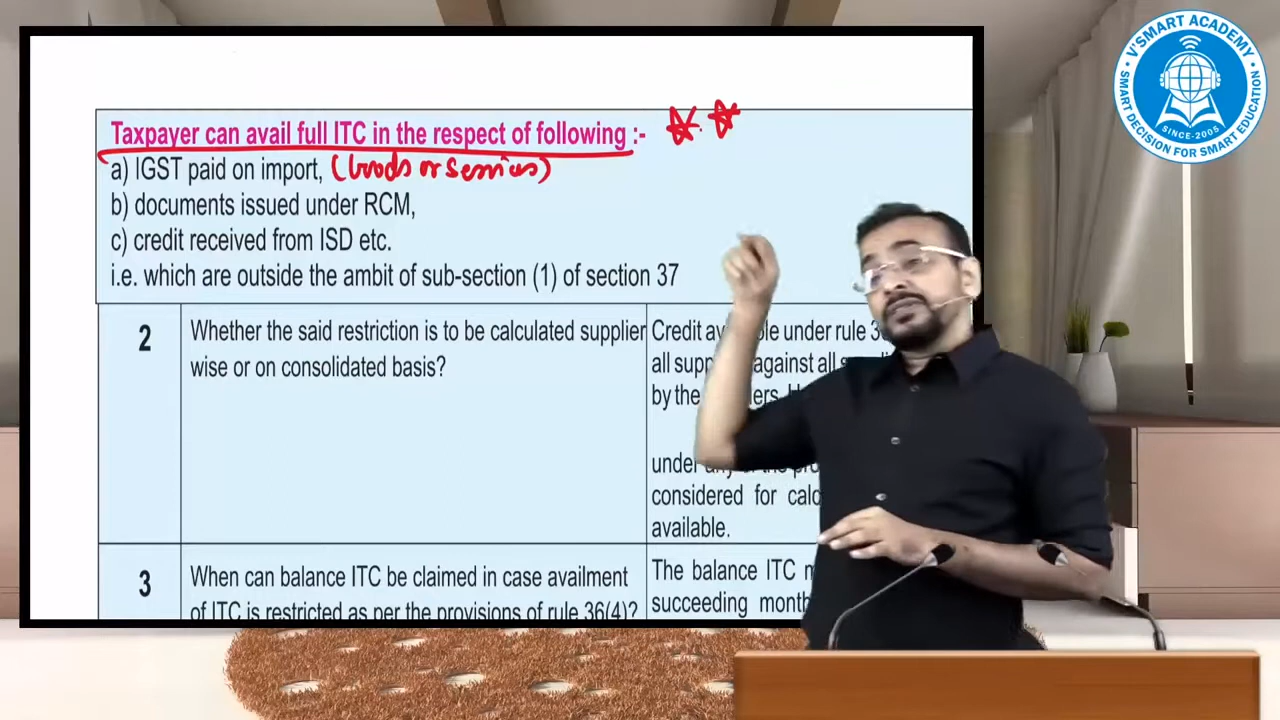 Taxpayer can avail full ITC in the respect of following :-
a) IGST paid on import, (Goods or services)
b) documents issued under RCM,
c) credit received from ISD etc.
i.e. which are outside the ambit of sub-section (1) of section 37
2
Whether the said restriction is to be calculated supplier
wise or on consolidated basis?
Credit under rule
all against all
by the
under
considered for
available.
3
When can balance ITC be claimed in case availment
of ITC is restricted as per the provisions of rule 36(4)?
The balance ITC
succeeding month
V'SMART ACADEMY
SINCE-2005
SMART DECISION FOR SMART EDUCATION